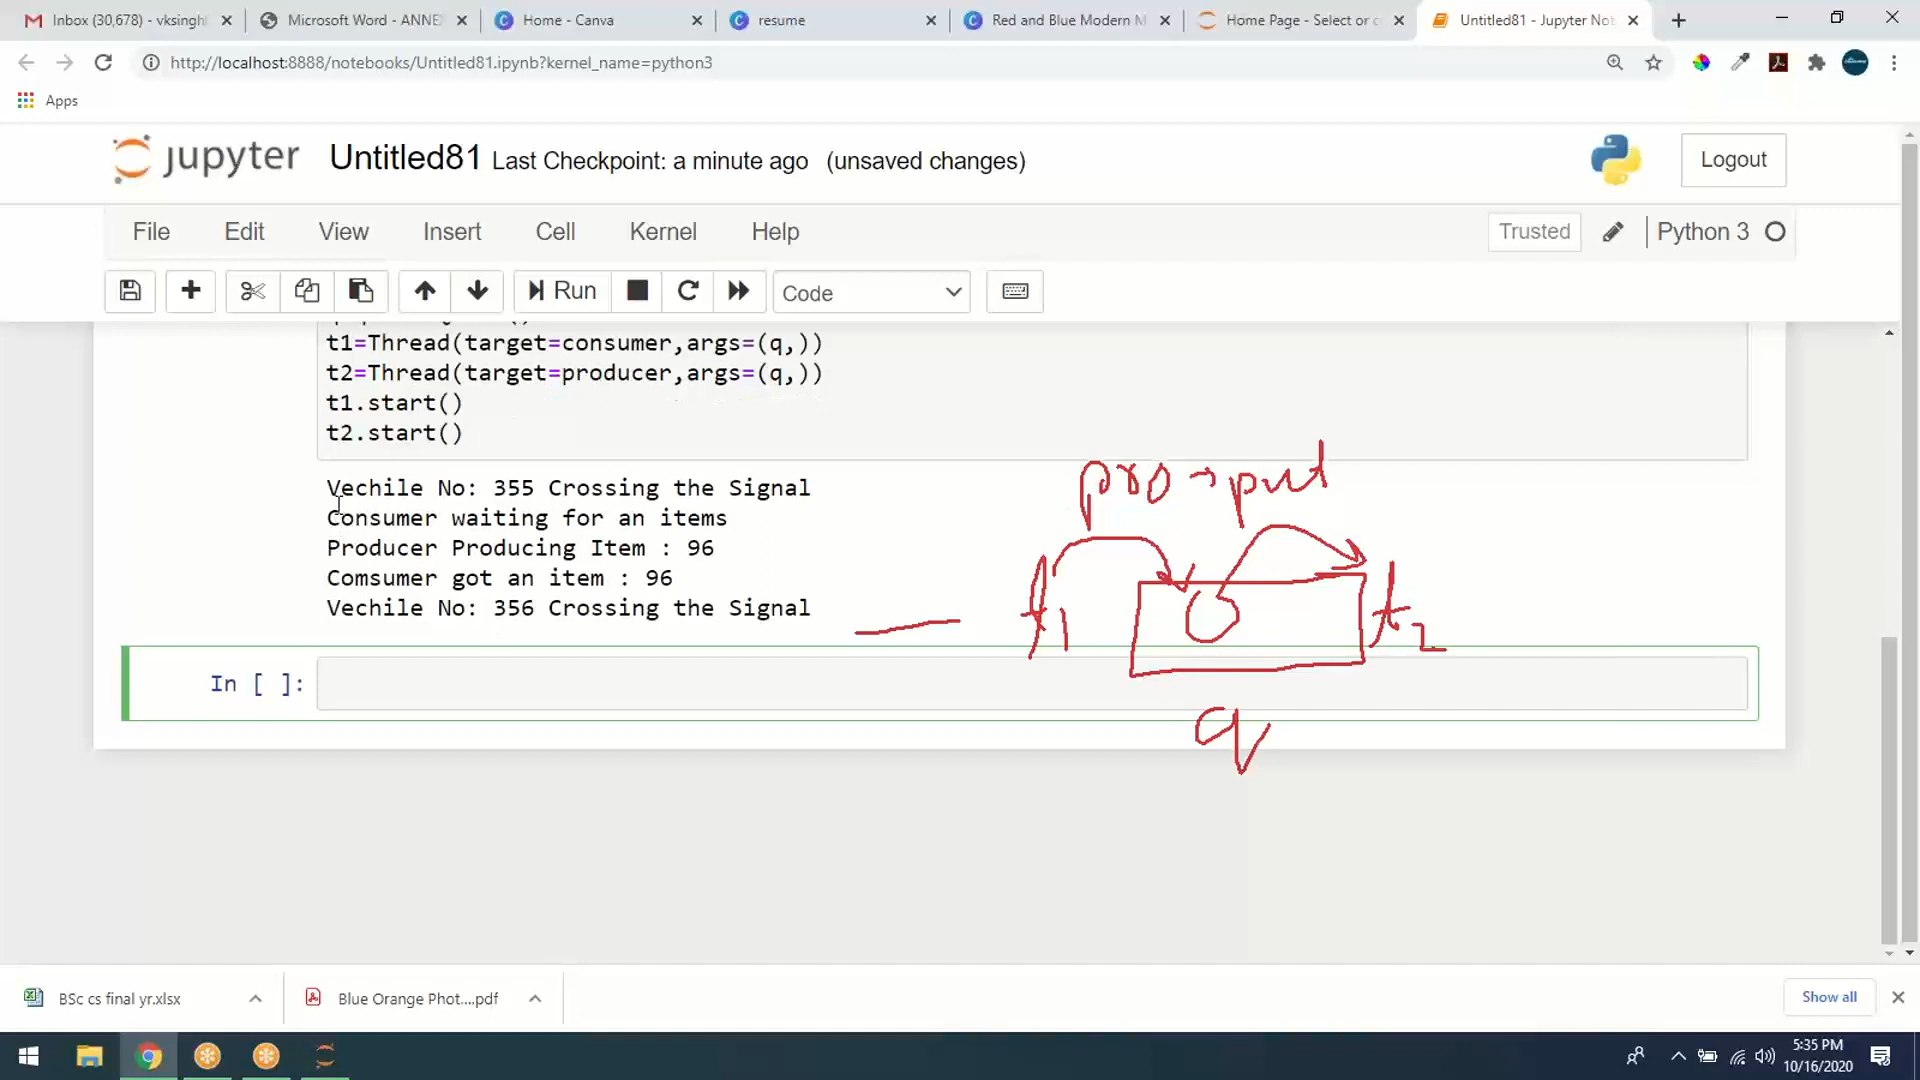 Inbox (30,678) - vksingh
Microsoft Word - ANNE
Home - Canva
resume
Red and Blue Modern M
Home Page - Select or c
Untitled81 - Jupyter Not
http://localhost:8888/notebooks/Untitled81.ipynb?kernel_name=python3
Apps
jupyter Untitled81 Last Checkpoint: a minute ago (unsaved changes)
Logout
File Edit View Insert Cell Kernel Help
Trusted
Python 3
Run
Code
t1=Thread(target=consumer,args=(q,))
t2=Thread(target=producer,args=(q,))
t1.start()
t2.start()
Vechile No: 355 Crossing the Signal
Consumer waiting for an items
Producer Producing Item : 96
Comsumer got an item : 96
Vechile No: 356 Crossing the Signal
pro → put
t1
t2
q
In [ ]:
BSc cs final yr.xlsx
Blue Orange Phot....pdf
Show all
5:35 PM
10/16/2020